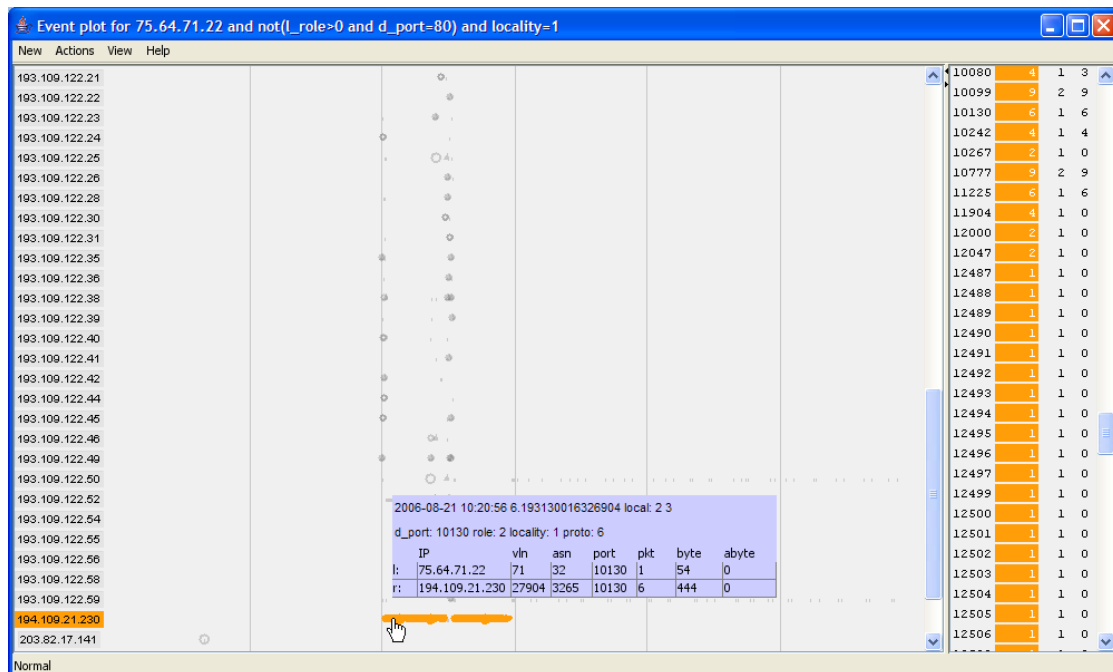 Event plot for 75.64.71.22 and not(l_role>0 and d_port=80) and locality=1
New Actions View Help
193.109.122.21
193.109.122.22
193.109.122.23
193.109.122.24
193.109.122.25
193.109.122.26
193.109.122.28
193.109.122.30
193.109.122.31
193.109.122.35
193.109.122.36
193.109.122.38
193.109.122.39
193.109.122.40
193.109.122.41
193.109.122.42
193.109.122.44
193.109.122.45
193.109.122.46
193.109.122.49
193.109.122.50
193.109.122.52
193.109.122.54
193.109.122.55
193.109.122.56
193.109.122.58
193.109.122.59
194.109.21.230
203.82.17.141
2006-08-21 10:20:56 6.193130016326904 local: 2 3
d_port: 10130 role: 2 locality: 1 proto: 6
IP vln asn port pkt byte abyte
l: 75.64.71.22 71 32 10130 1 54 0
r: 194.109.21.230 27904 3265 10130 6 444 0
10080 4 1 3
10099 9 2 9
10130 6 1 6
10242 4 1 4
10267 2 1 0
10777 9 2 9
11225 6 1 6
11904 4 1 0
12000 2 1 0
12047 2 1 0
12487 1 1 0
12488 1 1 0
12489 1 1 0
12490 1 1 0
12491 1 1 0
12492 1 1 0
12493 1 1 0
12494 1 1 0
12495 1 1 0
12496 1 1 0
12497 1 1 0
12499 1 1 0
12500 1 1 0
12501 1 1 0
12502 1 1 0
12503 1 1 0
12504 1 1 0
12505 1 1 0
12506 1 1 0
Normal